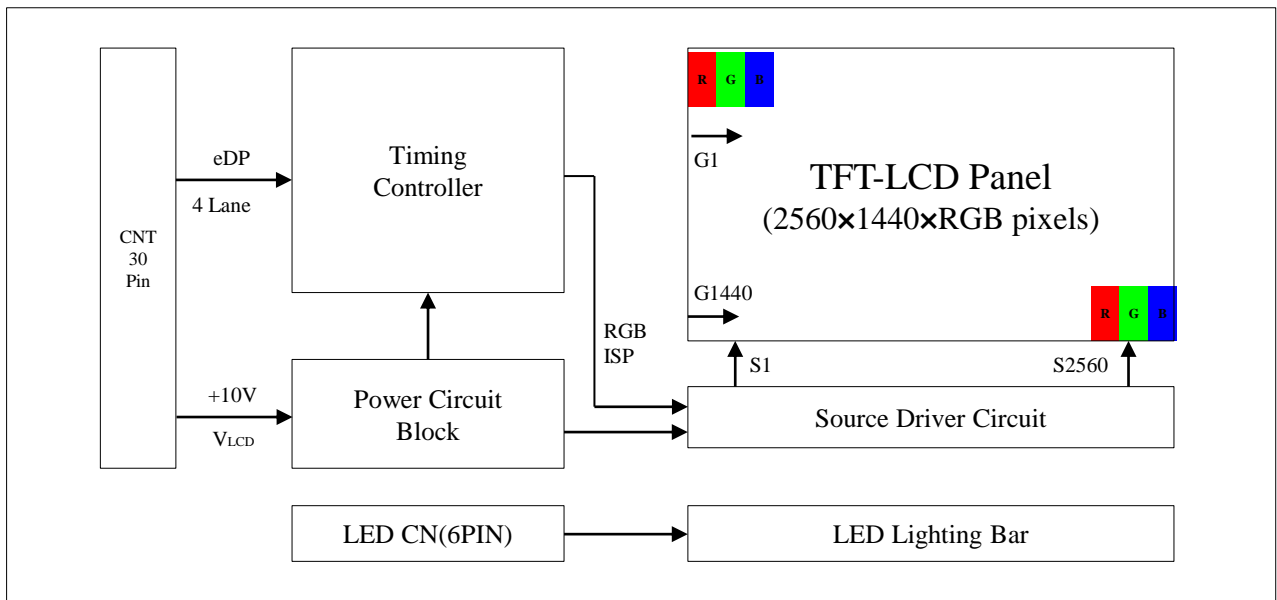 CNT
30
Pin
eDP
4 Lane
+10V
VLCD
Timing
Controller
Power Circuit
Block
RGB
ISP
R G B
G1
TFT-LCD Panel
(2560×1440×RGB pixels)
G1440
R G B
S1
S2560
Source Driver Circuit
LED CN(6PIN)
LED Lighting Bar